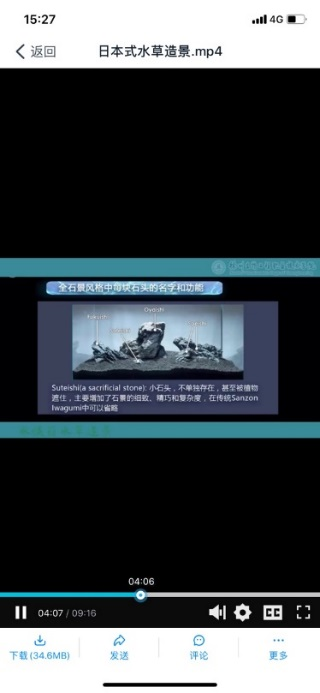 15:27
4G
返回
日本式水草造景.mp4
全石景风格中每块石头的名字和功能
Oyaishi
Suteishi(a sacrificial stone): 小石头，不单独存在，甚至被植物
遮住，主要增加了石景的细致、精巧和复杂度，在传统Sanzon
Iwagumi中可以省略
04:06
04:07 / 09:16
CC
下载 (34.6MB)
发送
评论
更多